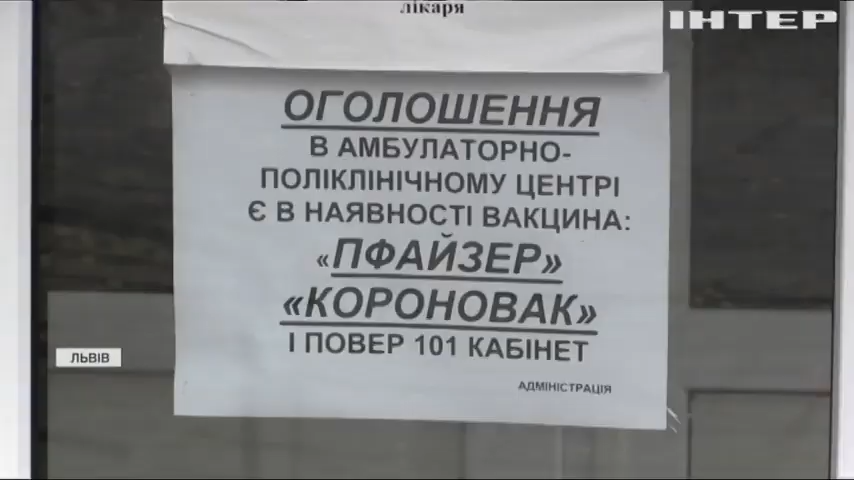 лікаря
ІНТЕР
ОГОЛОШЕННЯ
В АМБУЛАТОРНО-
ПОЛІКЛІНІЧНОМУ ЦЕНТРІ
Є В НАЯВНОСТІ ВАКЦИНА:
«ПФАЙЗЕР»
«КОРОНОВАК»
І ПОВЕР 101 КАБІНЕТ
АДМІНІСТРАЦІЯ
ЛЬВІВ